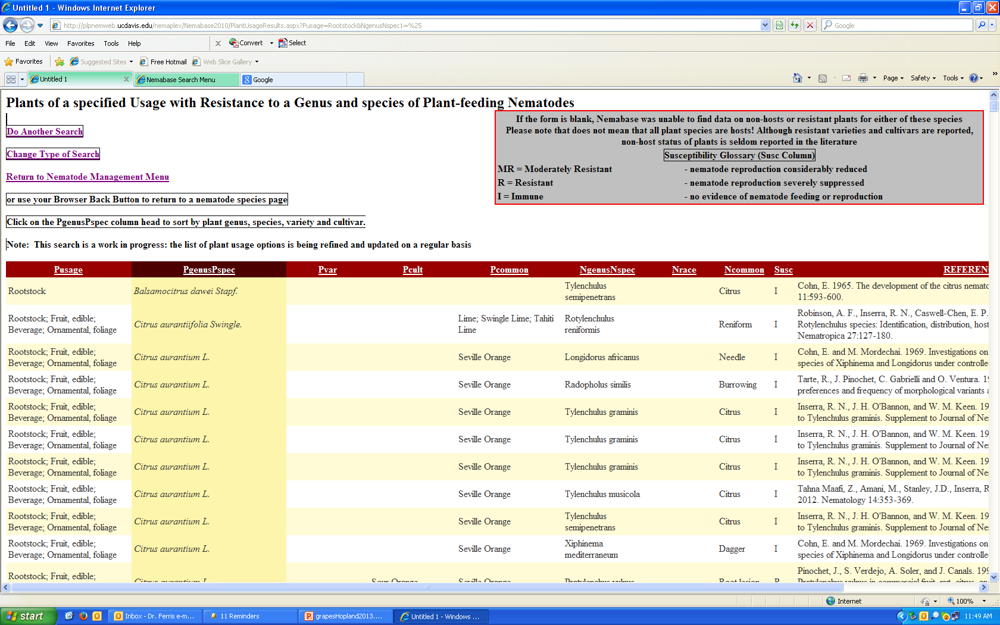 Untitled 1 - Windows Internet Explorer
http://plpnemweb.ucdavis.edu/nemaplex/Nemabase2010/PlantUsageResults.aspx?Pusage=Rootstock&NgenusNspec1=%25
Google
File Edit View Favorites Tools Help
x Convert Select
Favorites Suggested Sites Free Hotmail Web Slice Gallery
Untitled 1 x Nemabase Search Menu Google
Page Safety Tools »
Plants of a specified Usage with Resistance to a Genus and species of Plant-feeding Nematodes
Do Another Search
Change Type of Search
Return to Nematode Management Menu
or use your Browser Back Button to return to a nematode species page
Click on the PgenusPspec column head to sort by plant genus, species, variety and cultivar.
Note: This search is a work in progress: the list of plant usage options is being refined and updated on a regular basis
If the form is blank, Nemabase was unable to find data on non-hosts or resistant plants for either of these species
Please note that does not mean that all plant species are hosts! Although resistant varieties and cultivars are reported,
non-host status of plants is seldom reported in the literature
Susceptibility Glossary (Susc Column)
MR = Moderately Resistant - nematode reproduction considerably reduced
R = Resistant - nematode reproduction severely suppressed
I = Immune - no evidence of nematode feeding or reproduction
Pusage PgenusPspec Pvar Pcult Pcommon NgenusNspec Nrace Ncommon Susc REFEREN
Rootstock
Balsamocitrus dawei Stapf.
Tylenchulus
semipenetrans
Citrus
I
Cohn, E. 1965. The development of the citrus nemato
11:593-600.
Rootstock; Fruit, edible;
Beverage; Ornamental, foliage
Citrus aurantiifolia Swingle.
Lime; Swingle Lime; Tahiti
Lime
Rotylenchulus
reniformis
Reniform
I
Robinson, A. F., Inserra, R. N., Caswell-Chen, E. P.
Rotylenchulus species: Identification, distribution, host
Nematropica 27:127-180.
Rootstock; Fruit, edible;
Beverage; Ornamental, foliage
Citrus aurantium L.
Seville Orange
Longidorus africanus
Needle
I
Cohn, E. and M. Mordechai. 1969. Investigations on
species of Xiphinema and Longidorus under controlle
Rootstock; Fruit, edible;
Beverage; Ornamental, foliage
Citrus aurantium L.
Seville Orange
Radopholus similis
Burrowing
I
Tarte, R., J. Pinochet, C. Gabrielli and O. Ventura. 19
preferences and frequency of morphological variants a
Rootstock; Fruit, edible;
Beverage; Ornamental, foliage
Citrus aurantium L.
Seville Orange
Tylenchulus graminis
Citrus
I
Inserra, R. N., J. H. O'Bannon, and W. M. Keen. 19
to Tylenchulus graminis. Supplement to Journal of Ne
Rootstock; Fruit, edible;
Beverage; Ornamental, foliage
Citrus aurantium L.
Seville Orange
Tylenchulus graminis
Citrus
I
Inserra, R. N., J. H. O'Bannon, and W. M. Keen. 19
to Tylenchulus graminis. Supplement to Journal of Ne
Rootstock; Fruit, edible;
Beverage; Ornamental, foliage
Citrus aurantium L.
Seville Orange
Tylenchulus graminis
Citrus
I
Inserra, R. N., J. H. O'Bannon, and W. M. Keen. 19
to Tylenchulus graminis. Supplement to Journal of Ne
Rootstock; Fruit, edible;
Beverage; Ornamental, foliage
Citrus aurantium L.
Seville Orange
Tylenchulus musicola
Citrus
I
Tahna Maafi, Z., Amani, M., Stanley, J.D., Inserra, R
2012. Nematology 14:353-369.
Rootstock; Fruit, edible;
Beverage; Ornamental, foliage
Citrus aurantium L.
Seville Orange
Tylenchulus
semipenetrans
Citrus
I
Inserra, R. N., J. H. O'Bannon, and W. M. Keen. 19
to Tylenchulus graminis. Supplement to Journal of Ne
Rootstock; Fruit, edible;
Beverage; Ornamental, foliage
Citrus aurantium L.
Seville Orange
Xiphinema
mediterraneum
Dagger
I
Cohn, E. and M. Mordechai. 1969. Investigations on
species of Xiphinema and Longidorus under controlle
Rootstock; Fruit, edible;
Citrus aurantium L.
Sour Orange
Seville Orange
Pratylenchus vulnus
Root lesion
R
Pinochet, J., S. Verdejo, A. Soler, and J. Canals. 199
Pratylenchus vulnus in commercial fruit, nut, citrus, an
Internet 100%
start Inbox - Dr. Ferris e-m... 11 Reminders grapesHopland2013.... Untitled 1 - Windows ... 11:49 AM